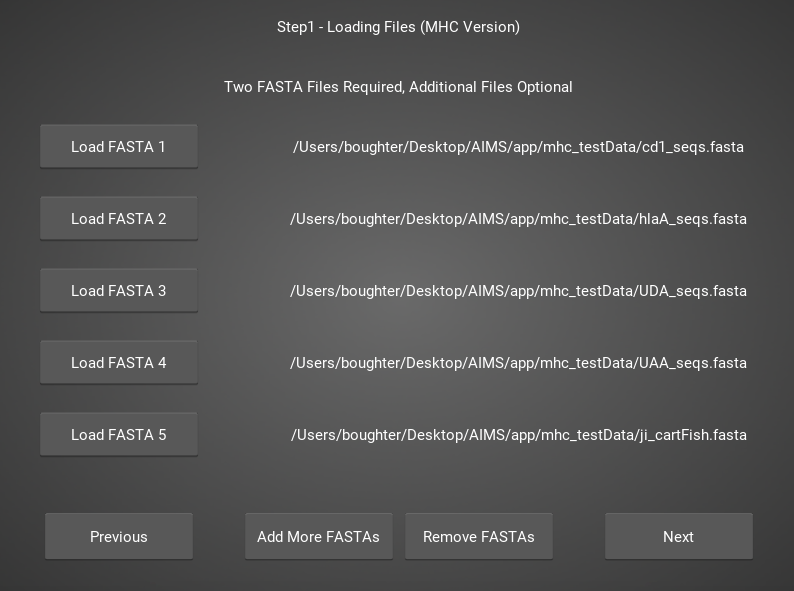 Step1 - Loading Files (MHC Version)
Two FASTA Files Required, Additional Files Optional
Load FASTA 1 /Users/boughter/Desktop/AIMS/app/mhc_testData/cd1_seqs.fasta
Load FASTA 2 /Users/boughter/Desktop/AIMS/app/mhc_testData/hlaA_seqs.fasta
Load FASTA 3 /Users/boughter/Desktop/AIMS/app/mhc_testData/UDA_seqs.fasta
Load FASTA 4 /Users/boughter/Desktop/AIMS/app/mhc_testData/UAA_seqs.fasta
Load FASTA 5 /Users/boughter/Desktop/AIMS/app/mhc_testData/ji_cartFish.fasta
Previous Add More FASTAs Remove FASTAs Next